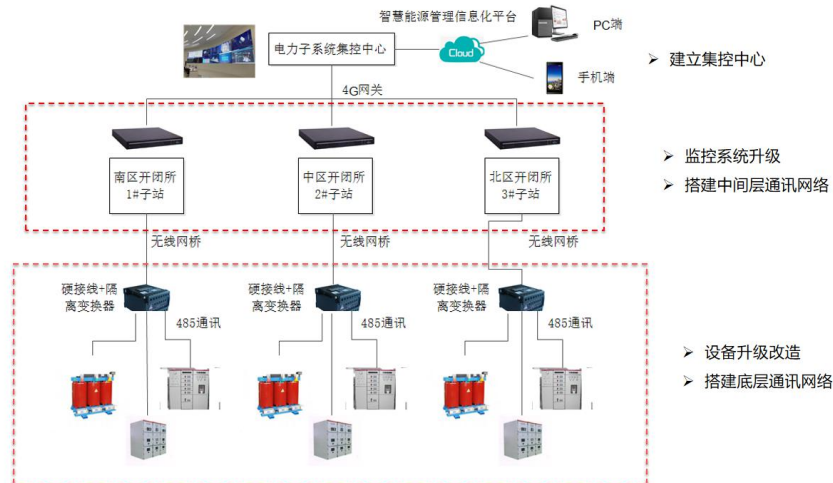 智慧能源管理信息化平台
PC端
电力子系统集控中心
Cloud
手机端
➢ 建立集控中心
4G网关
南区开闭所
1#子站
中区开闭所
2#子站
北区开闭所
3#子站
➢ 监控系统升级
➢ 搭建中间层通讯网络
无线网桥
无线网桥
无线网桥
硬接线+隔
离变换器
硬接线+隔
离变换器
硬接线+隔
离变换器
485通讯
485通讯
485通讯
➢ 设备升级改造
➢ 搭建底层通讯网络